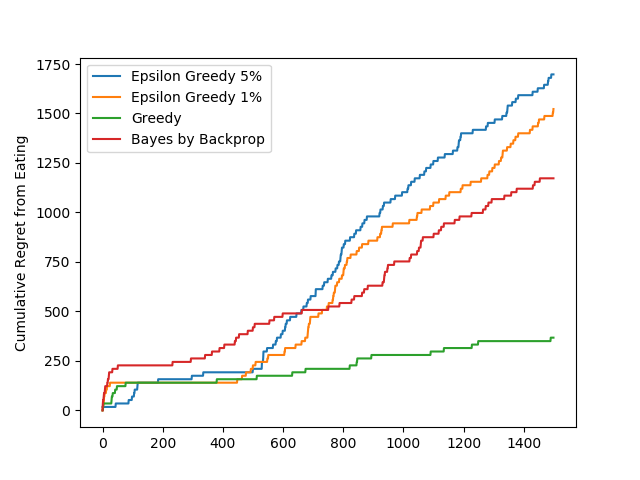 1750
1500
1250
1000
750
500
250
0
Cumulative Regret from Eating
Epsilon Greedy 5%
Epsilon Greedy 1%
Greedy
Bayes by Backprop
0 200 400 600 800 1000 1200 1400